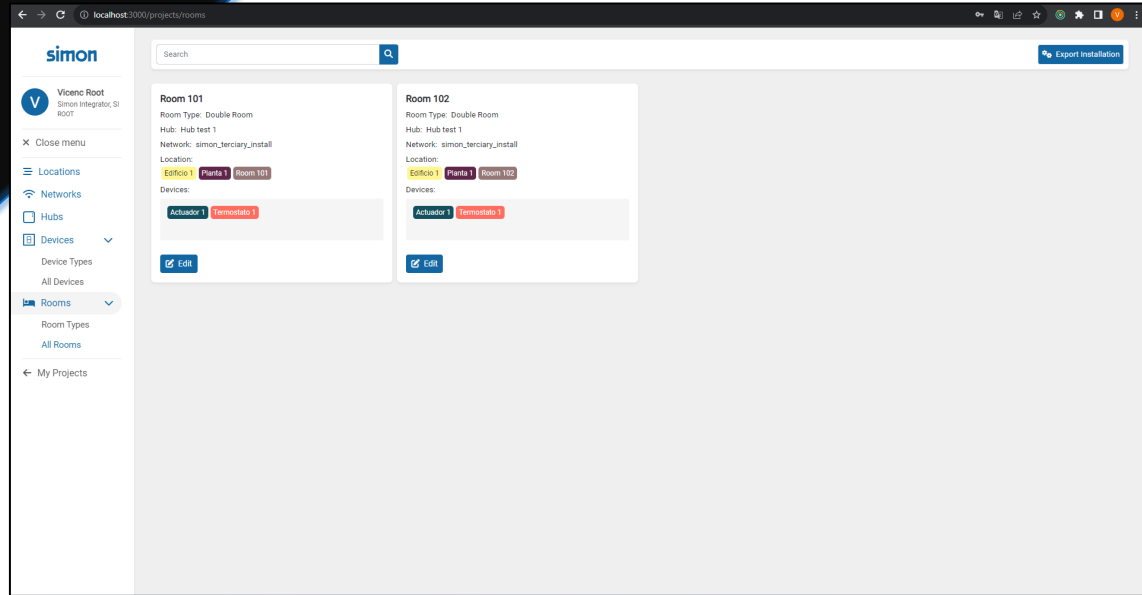 localhost:3000/projects/rooms
simon
V
Vicenc Root
Simon Integrator, SI
ROOT
Close menu
Locations
Networks
Hubs
Devices
Device Types
All Devices
Rooms
Room Types
All Rooms
My Projects
Search
Export Installation
Room 101
Room Type: Double Room
Hub: Hub test 1
Network: simon_terciary_install
Location:
Edificio 1 Planta 1 Room 101
Devices:
Actuador 1 Termostato 1
Edit
Room 102
Room Type: Double Room
Hub: Hub test 1
Network: simon_terciary_install
Location:
Edificio 1 Planta 1 Room 102
Devices:
Actuador 1 Termostato 1
Edit
V